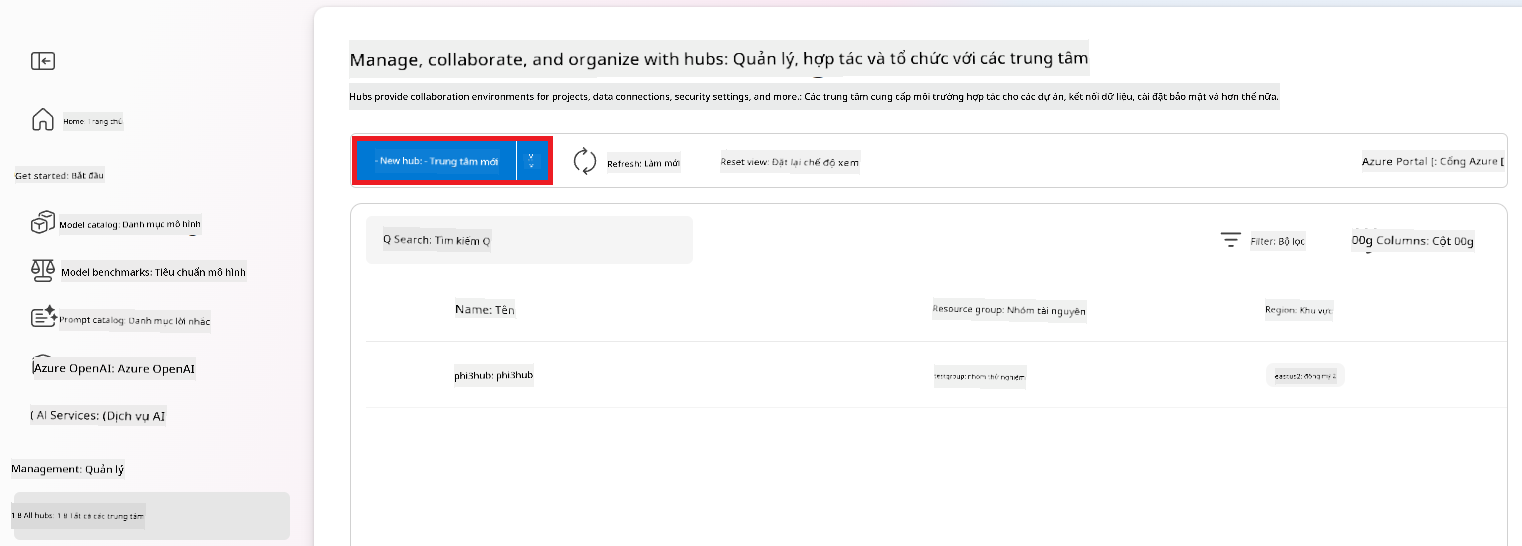 Home: Trang chủ
Get started: Bắt đầu
Model catalog: Danh mục mô hình
Model benchmarks: Tiêu chuẩn mô hình
Prompt catalog: Danh mục lời nhắc
Azure OpenAI: Azure OpenAI
( AI Services: (Dịch vụ AI
Management: Quản lý
1 8 All hubs: 1 8 Tất cả các trung tâm
Manage, collaborate, and organize with hubs: Quản lý, hợp tác và tổ chức với các trung tâm
Hubs provide collaboration environments for projects, data connections, security settings, and more.: Các trung tâm cung cấp môi trường hợp tác cho các dự án, kết nối dữ liệu, cài đặt bảo mật và hơn thế nữa.
- New hub: - Trung tâm mới
Refresh: Làm mới
Reset view: Đặt lại chế độ xem
Azure Portal [: Cổng Azure [
Q Search: Tìm kiếm Q
Filter: Bộ lọc
00g Columns: Cột 00g
Name: Tên
Resource group: Nhóm tài nguyên
Region: Khu vực
phi3hub: phi3hub
testgroup: nhóm thử nghiệm
eastus2: đông mỹ 2